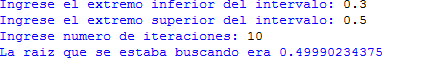 Ingrese el extremo inferior del intervalo: 0.3
Ingrese el extremo superior del intervalo: 0.5
Ingrese numero de iteraciones: 10
La raiz que se estaba buscando era 0.49990234375